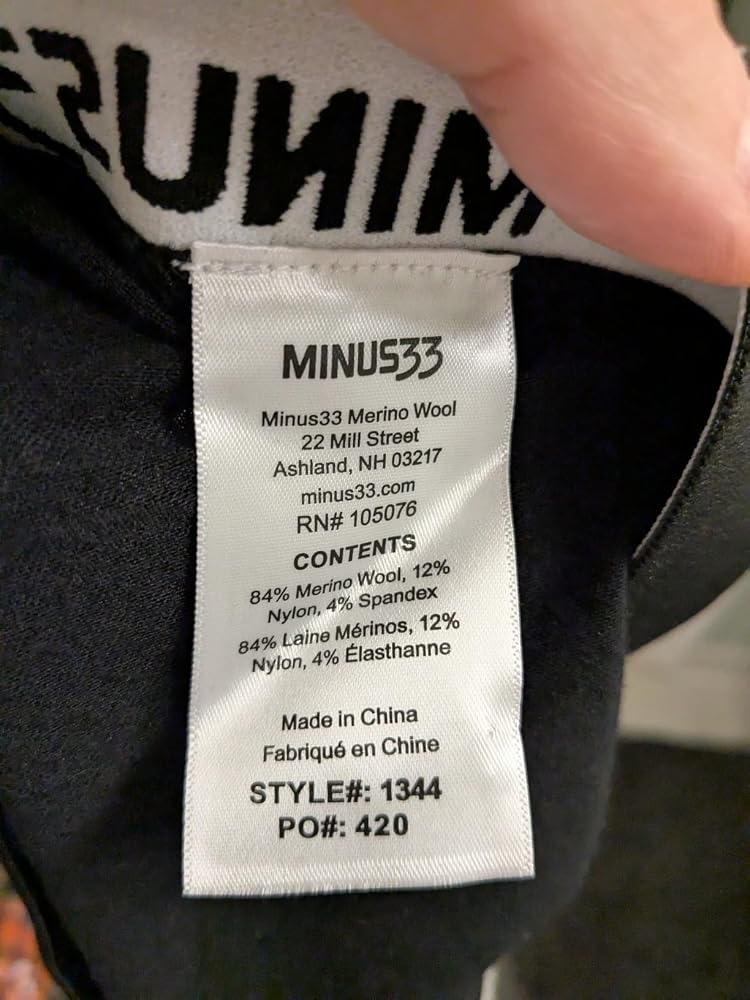 MINUS33
Minus33 Merino Wool
22 Mill Street
Ashland, NH 03217
minus33.com
RN# 105076
CONTENTS
84% Merino Wool, 12%
Nylon, 4% Spandex
84% Laine Mérinos, 12%
Nylon, 4% Élasthanne
Made in China
Fabriqué en Chine
STYLE#: 1344
PO#: 420